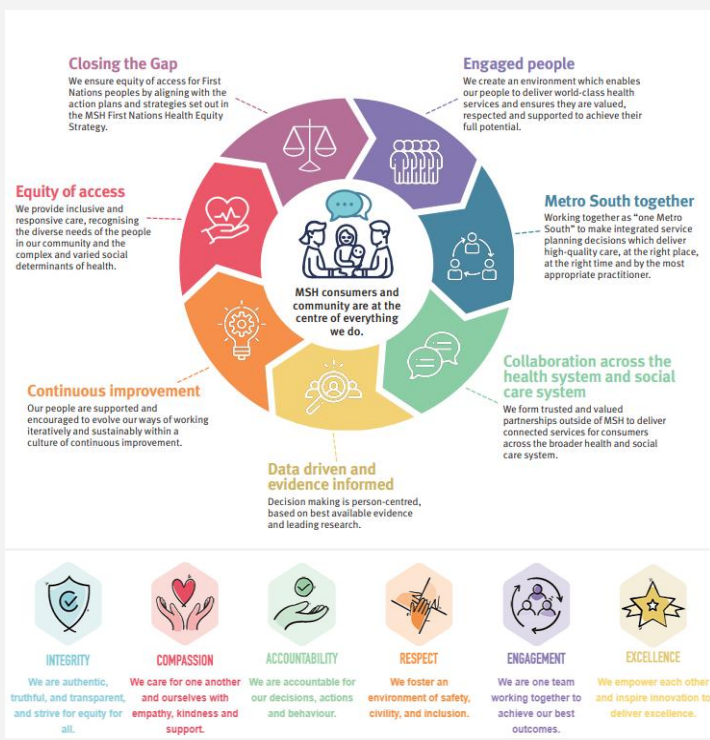 Closing the Gap
We ensure equity of access for First
Nations peoples by aligning with the
action plans and strategies set out in
the MSH First Nations Health Equity
Strategy.
Engaged people
We create an environment which enables
our people to deliver world-class health
services and ensures they are valued,
respected and supported to achieve their
full potential.
Equity of access
We provide inclusive and
responsive care, recognising
the diverse needs of the people
in our community and the
complex and varied social
determinants of health.
Metro South together
Working together as “one Metro
South” to make integrated service
planning decisions which deliver
high-quality care, at the right place,
at the right time and by the most
appropriate practitioner.
MSH consumers and
community are at the
centre of everything
we do.
Continuous improvement
Our people are supported and
encouraged to evolve our ways of working
iteratively and sustainably within a
culture of continuous improvement.
Collaboration across the
health system and social
care system
We form trusted and valued
partnerships outside of MSH to deliver
connected services for consumers
across the broader health and social
care system.
Data driven and
evidence informed
Decision making is person-centred,
based on best available evidence
and leading research.
INTEGRITY
We are authentic,
truthful, and transparent,
and strive for equity for
all.
COMPASSION
We care for one another
and ourselves with
empathy, kindness and
support.
ACCOUNTABILITY
We are accountable for
our decisions, actions
and behaviour.
RESPECT
We foster an
environment of safety,
civility, and inclusion.
ENGAGEMENT
We are one team
working together to
achieve our best
outcomes.
EXCELLENCE
We empower each other
and inspire innovation to
deliver excellence.